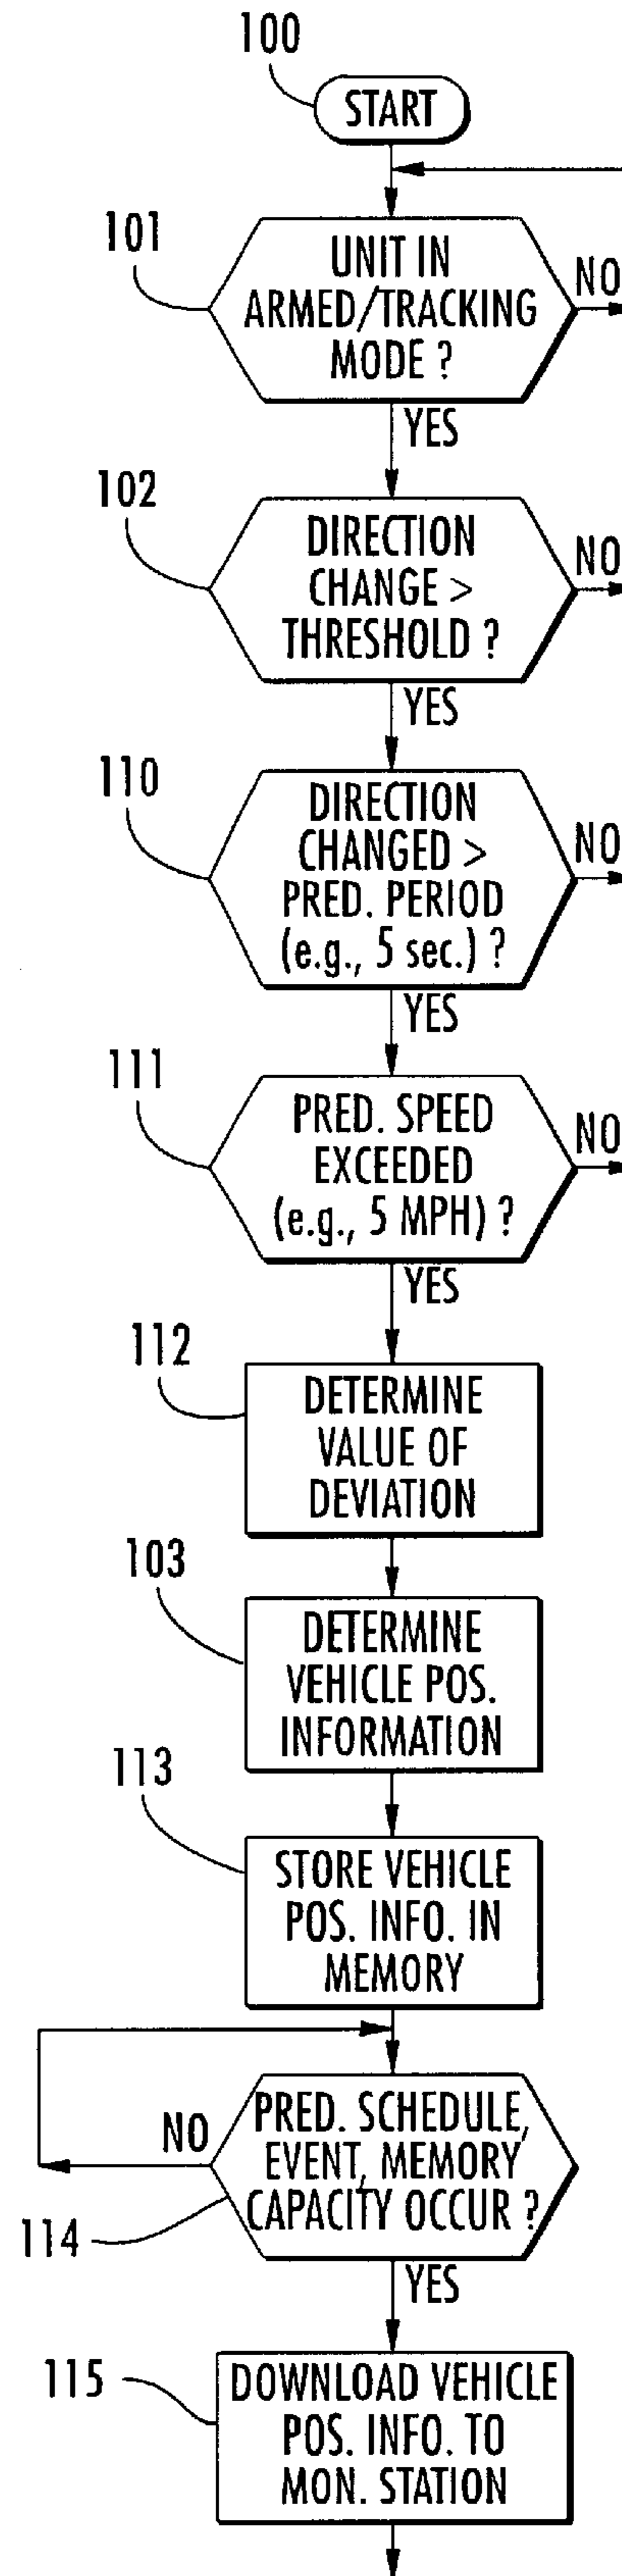 100
START
101
UNIT IN
ARMED/TRACKING
MODE ?
NO
YES
102
DIRECTION
CHANGE >
THRESHOLD ?
NO
YES
110
DIRECTION
CHANGED >
PRED. PERIOD
(e.g., 5 sec.) ?
NO
YES
111
PRED. SPEED
EXCEEDED
(e.g., 5 MPH) ?
NO
YES
112
DETERMINE
VALUE OF
DEVIATION
103
DETERMINE
VEHICLE POS.
INFORMATION
113
STORE VEHICLE
POS. INFO. IN
MEMORY
NO
PRED. SCHEDULE,
EVENT, MEMORY
CAPACITY OCCUR ?
114
YES
115
DOWNLOAD VEHICLE
POS. INFO. TO
MON. STATION